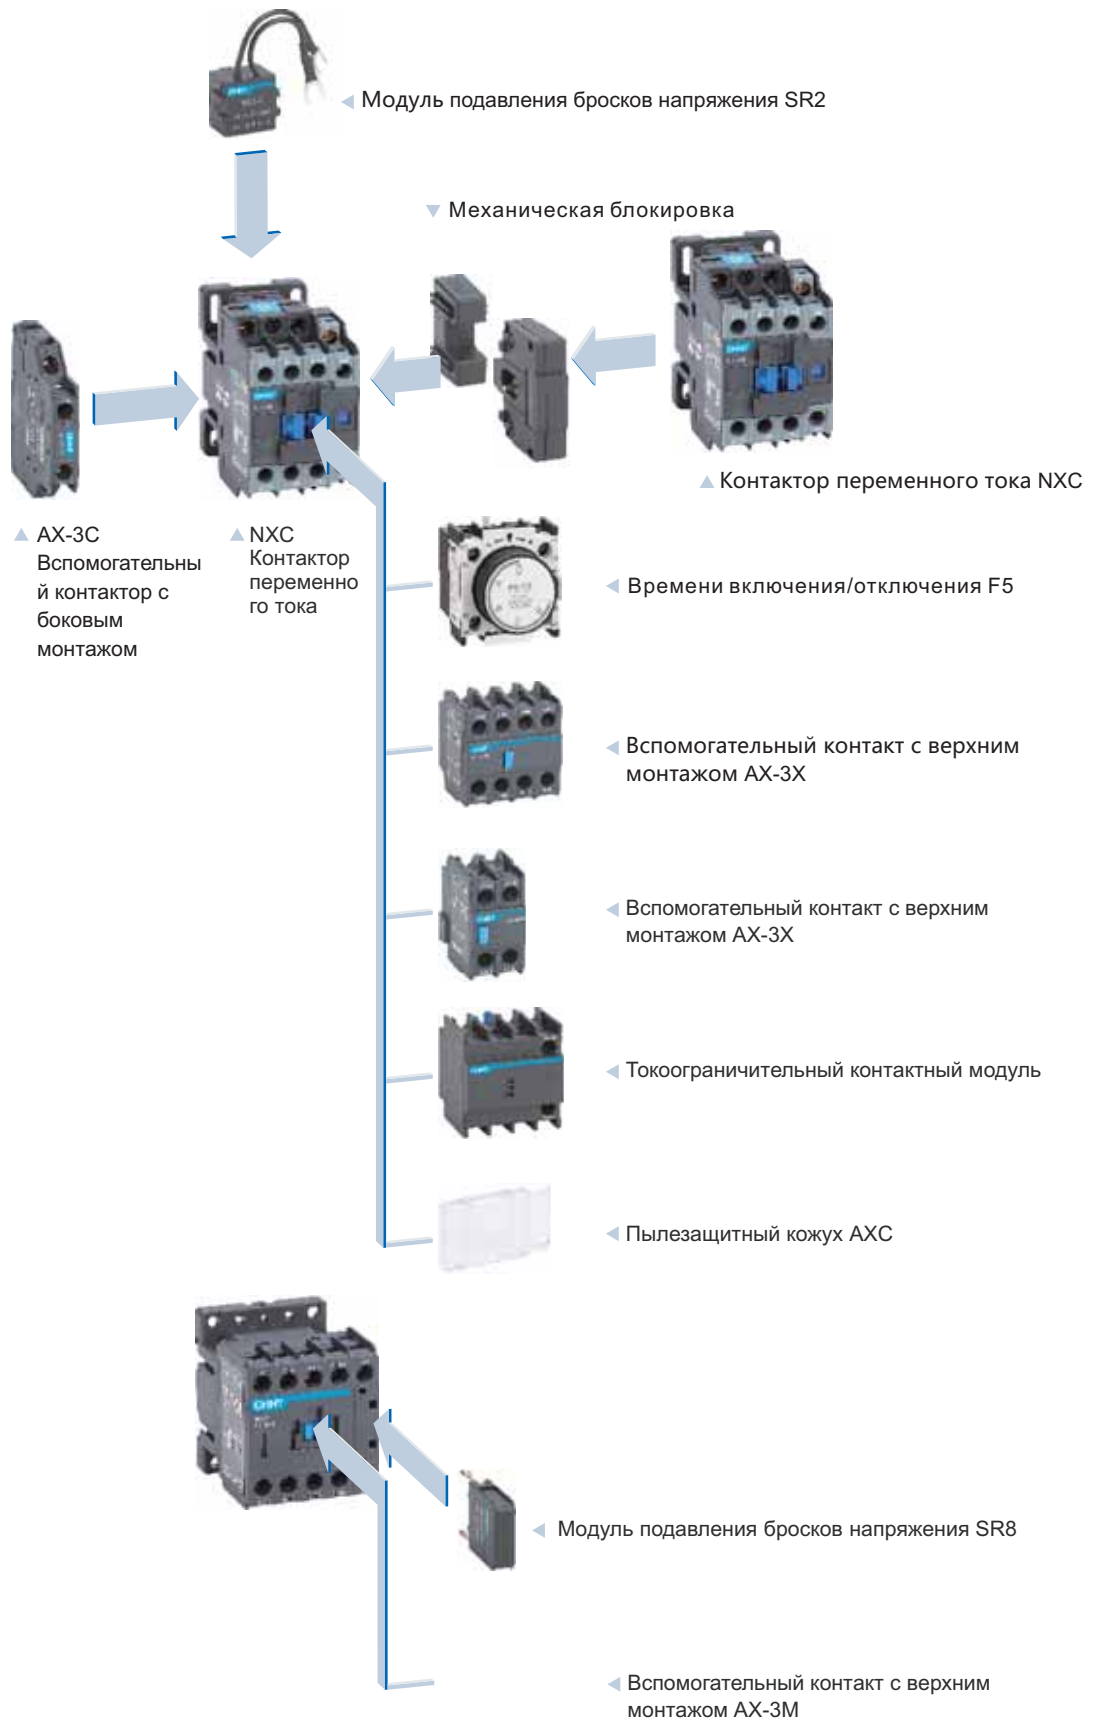 Модуль подавления бросков напряжения SR2
Механическая блокировка
Контактор переменного тока NXC
AX-3C
Вспомогательны
й контактор с
боковым
монтажом
NXC
Контактор
переменно
го тока
Времени включения/отключения F5
Вспомогательный контакт с верхним
монтажом AX-3X
Вспомогательный контакт с верхним
монтажом AX-3X
Токоограничительный контактный модуль
Пылезащитный кожух AXC
CHNT
Модуль подавления бросков напряжения SR8
Вспомогательный контакт с верхним
монтажом AX-3M